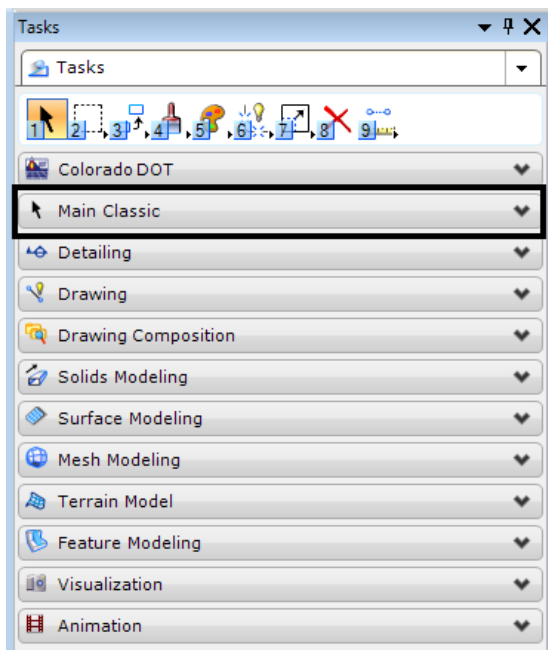 Tasks
Tasks
1 2 3 4 5 6 7 8 9
Colorado DOT
Main Classic
Detailing
Drawing
Drawing Composition
Solids Modeling
Surface Modeling
Mesh Modeling
Terrain Model
Feature Modeling
Visualization
Animation